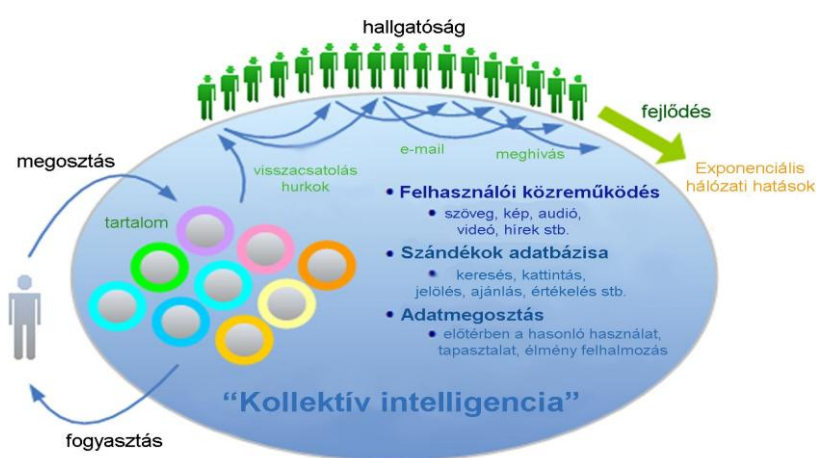 hallgatóság
fejlődés
Exponenciális
hálózati hatások
megosztás
visszacsatolás
hurkok
e-mail
meghívás
tartalom
• Felhasználói közreműködés
• szöveg, kép, audió,
videó, hírek stb.
• Szándékok adatbázisa
• keresés, kattintás,
jelölés, ajánlás, értékelés stb.
• Adatmegosztás
• előtérben a hasonló használat,
tapasztalat, élmény felhalmozás
“Kollektív intelligencia”
fogyasztás